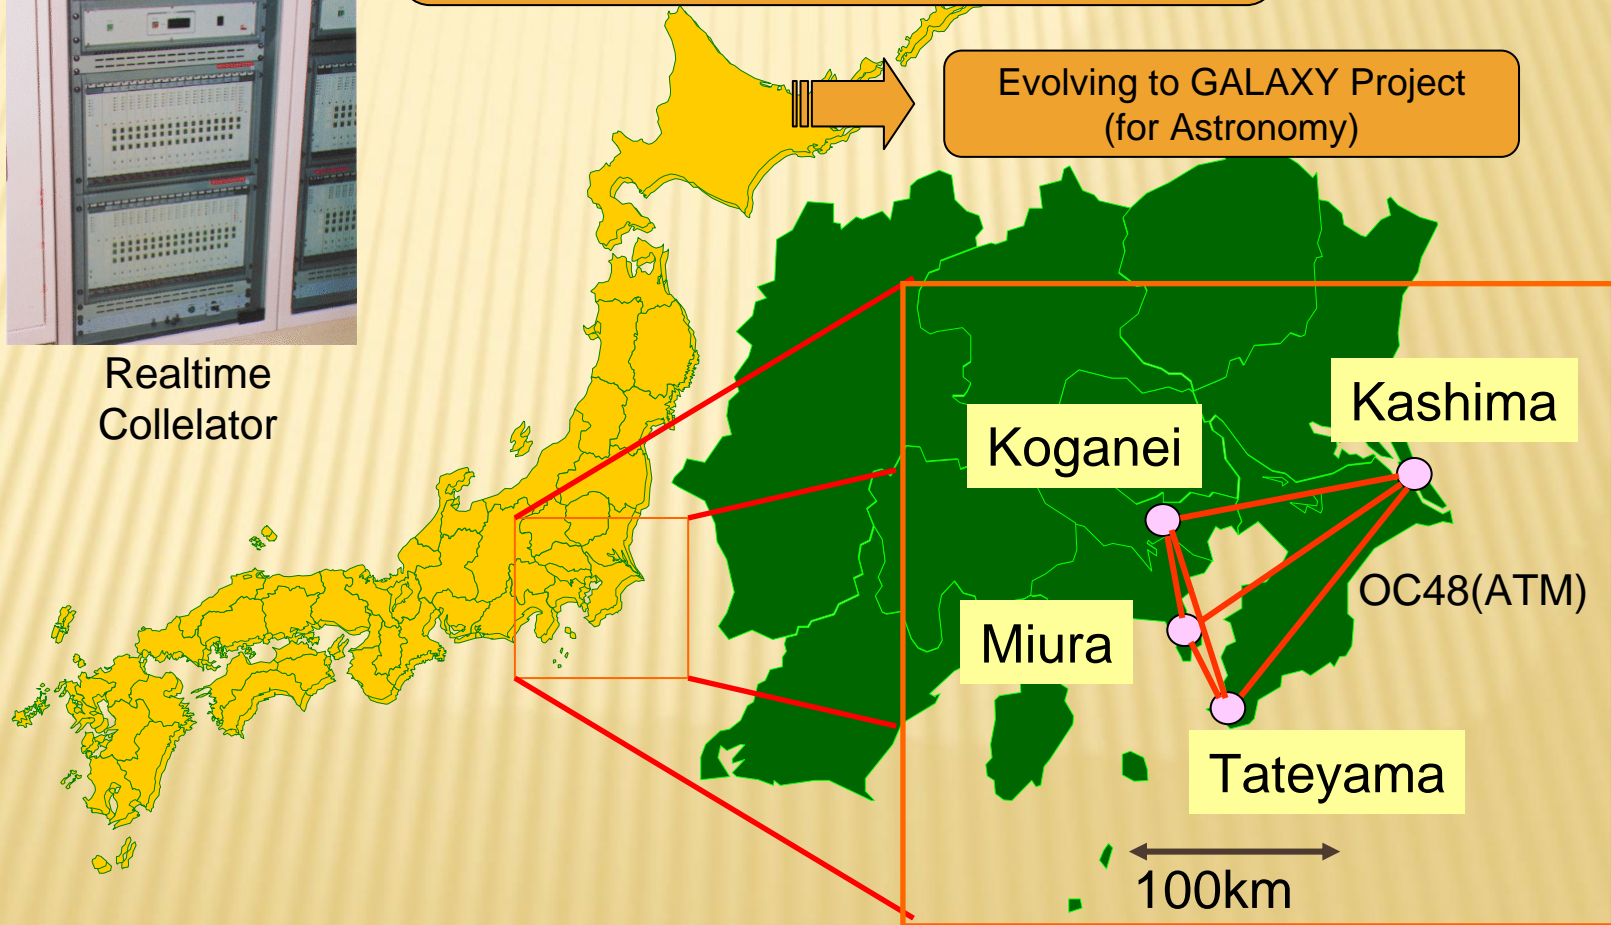 Evolving to GALAXY Project
(for Astronomy)
Realtime
Collelator
Kashima
Koganei
OC48(ATM)
Miura
Tateyama
100km